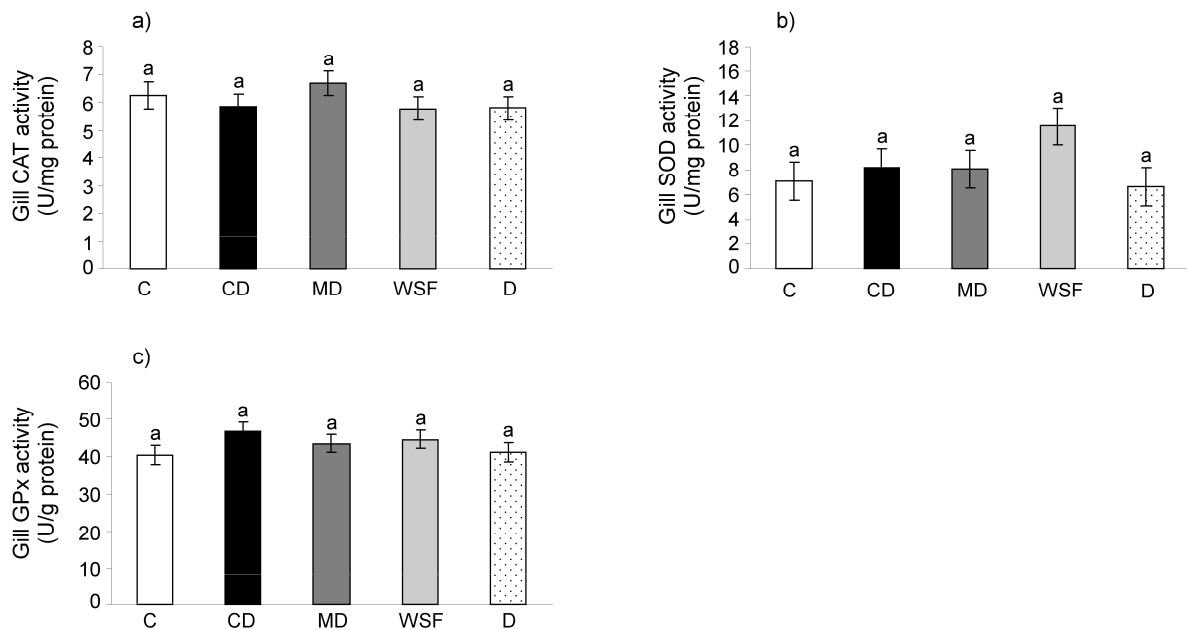 a)
Gill CAT activity
(U/mg protein)
8
7
6
5
4
3
2
1
0
a a a a a
C CD MD WSF D
b)
Gill SOD activity
(U/mg protein)
18
16
14
12
10
8
6
4
2
0
a a a a a
C CD MD WSF D
c)
Gill GPx activity
(U/g protein)
60
50
40
30
20
10
0
a a a a a
C CD MD WSF D